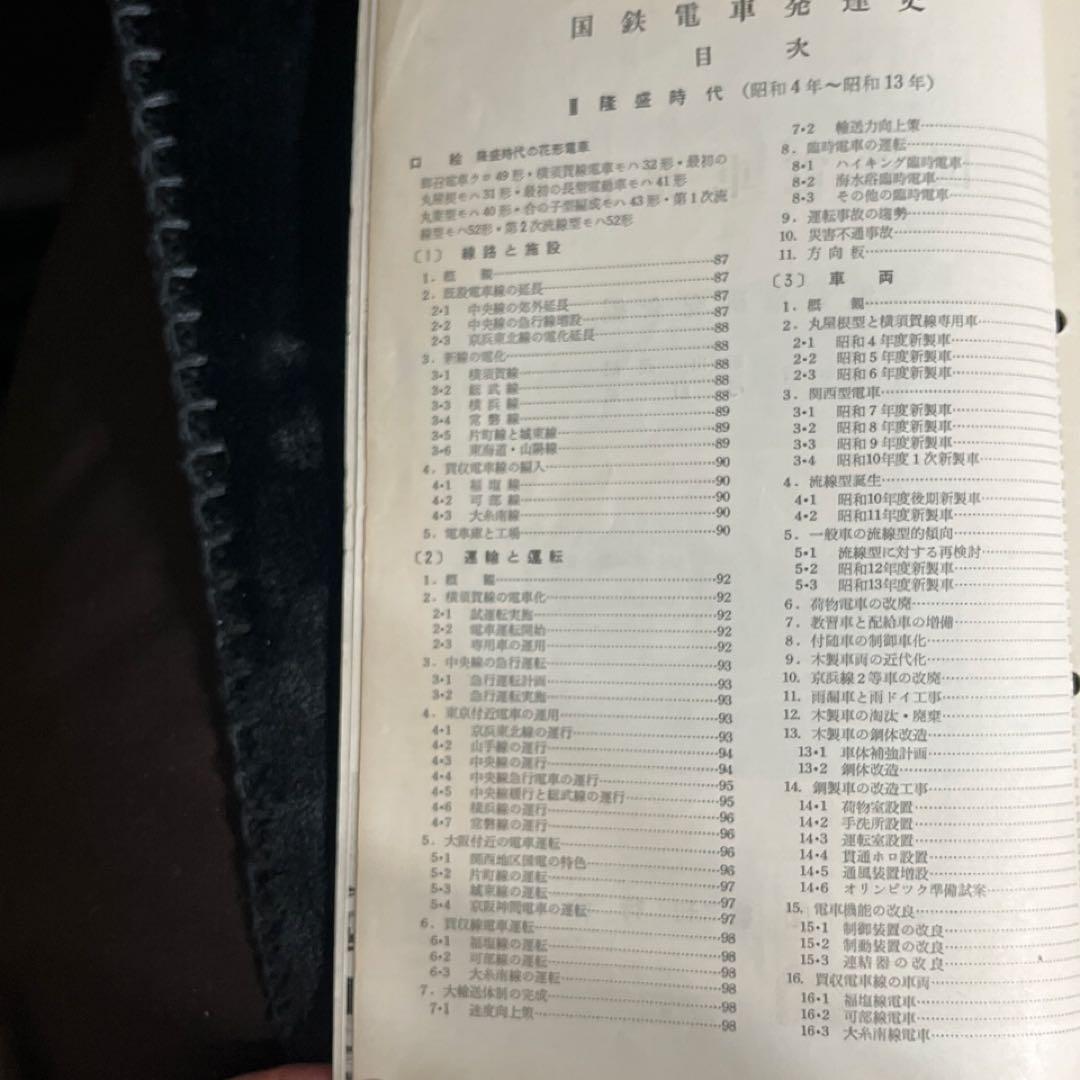 国鉄電車発達史
目次
Ⅱ 隆盛時代 (昭和4年〜昭和13年)
口絵 隆盛時代の花形電車
御召電車クロ49形・横須賀線電車モハ32形・最初の
丸屋根モハ31形・最初の長型電動車モハ41形
丸妻型モハ40形・合の子型編成モハ43形・第1次流
線型モハ52形・第2次流線型モハ52形
〔1〕 線路と施設
1. 概観……87
2. 既設電車線の延長……87
2・1 中央線の郊外延長……87
2・2 中央線の急行線増設……87
2・3 京浜東北線の電化延長……88
3. 新線の電化……88
3・1 横須賀線……88
3・2 総武線……88
3・3 横浜線……88
3・4 常磐線……89
3・5 片町線と城東線……89
3・6 東海道・山陽線……89
4. 買収電車線の編入……90
4・1 福塩線……90
4・2 可部線……90
4・3 大糸南線……90
5. 電車庫と工場……90
〔2〕 運輸と運転
1. 概観……92
2. 横須賀線の電車化……92
2・1 試運転実施……92
2・2 電車運転開始……92
2・3 専用車の運用……92
3. 中央線の急行運転……93
3・1 急行運転計画……93
3・2 急行運転実施……93
4. 東京付近電車の運用……93
4・1 京浜東北線の運行……93
4・2 山手線の運行……94
4・3 中央線の運行……94
4・4 中央線急行電車の運行……95
4・5 中央線緩行と総武線の運行……95
4・6 横浜線の運行……96
4・7 常磐線の運行……96
5. 大阪付近の電車運転……96
5・1 関西地区国電の特色……96
5・2 片町線の運転……97
5・3 城東線の運転……97
5・4 京阪神間電車の運転……97
6. 買収線電車運転……98
6・1 福塩線の運転……98
6・2 可部線の運転……98
6・3 大糸南線の運転……98
7. 大輸送体制の完成……98
7・1 速度向上策……98
7・2 輸送力向上策……
8. 臨時電車の運転……
8・1 ハイキング臨時電車……
8・2 海水浴臨時電車……
8・3 その他の臨時電車……
9. 運転事故の趨勢……
10. 災害不通事故……
11. 方向板……
〔3〕 車両
1. 概観……
2. 丸屋根型と横須賀線専用車……
2・1 昭和4年度新製車……
2・2 昭和5年度新製車……
2・3 昭和6年度新製車……
3. 関西型電車……
3・1 昭和7年度新製車……
3・2 昭和8年度新製車……
3・3 昭和9年度新製車……
3・4 昭和10年度1次新製車……
4. 流線型誕生……
4・1 昭和10年度後期新製車……
4・2 昭和11年度新製車……
5. 一般車の流線型的傾向……
5・1 流線型に対する再検討……
5・2 昭和12年度新製車……
5・3 昭和13年度新製車……
6. 荷物電車の改廃……
7. 教習車と配給車の増備……
8. 付随車の制御車化……
9. 木製車両の近代化……
10. 京浜線2等車の改廃……
11. 雨漏車と雨ドイ工事……
12. 木製車の淘汰・廃棄……
13. 木製車の鋼体改造……
13・1 車体補強計画……
13・2 鋼体改造……
14. 鋼製車の改造工事……
14・1 荷物室設置……
14・2 手洗所設置……
14・3 運転室設置……
14・4 貫通ホロ設置……
14・5 通風装置増設……
14・6 オリンピツク準備試案……
15. 電車機能の改良……
15・1 制御装置の改良……
15・2 制動装置の改良……
15・3 連結器の改良……
16. 買収電車線の車両……
16・1 福塩線電車……
16・2 可部線電車……
16・3 大糸南線電車……